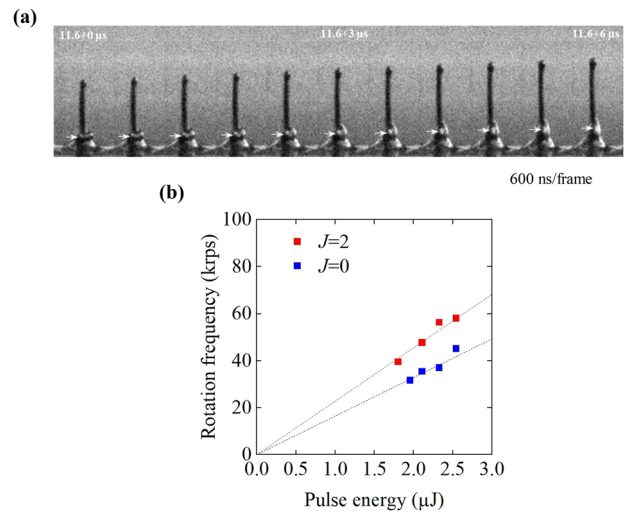 (a)
11.6+0 µs
11.6+3 µs
11.6+6 µs
600 ns/frame
(b)
100
80
60
40
20
0
Rotation frequency (krps)
J=2
J=0
0.0 0.5 1.0 1.5 2.0 2.5 3.0
Pulse energy (µJ)